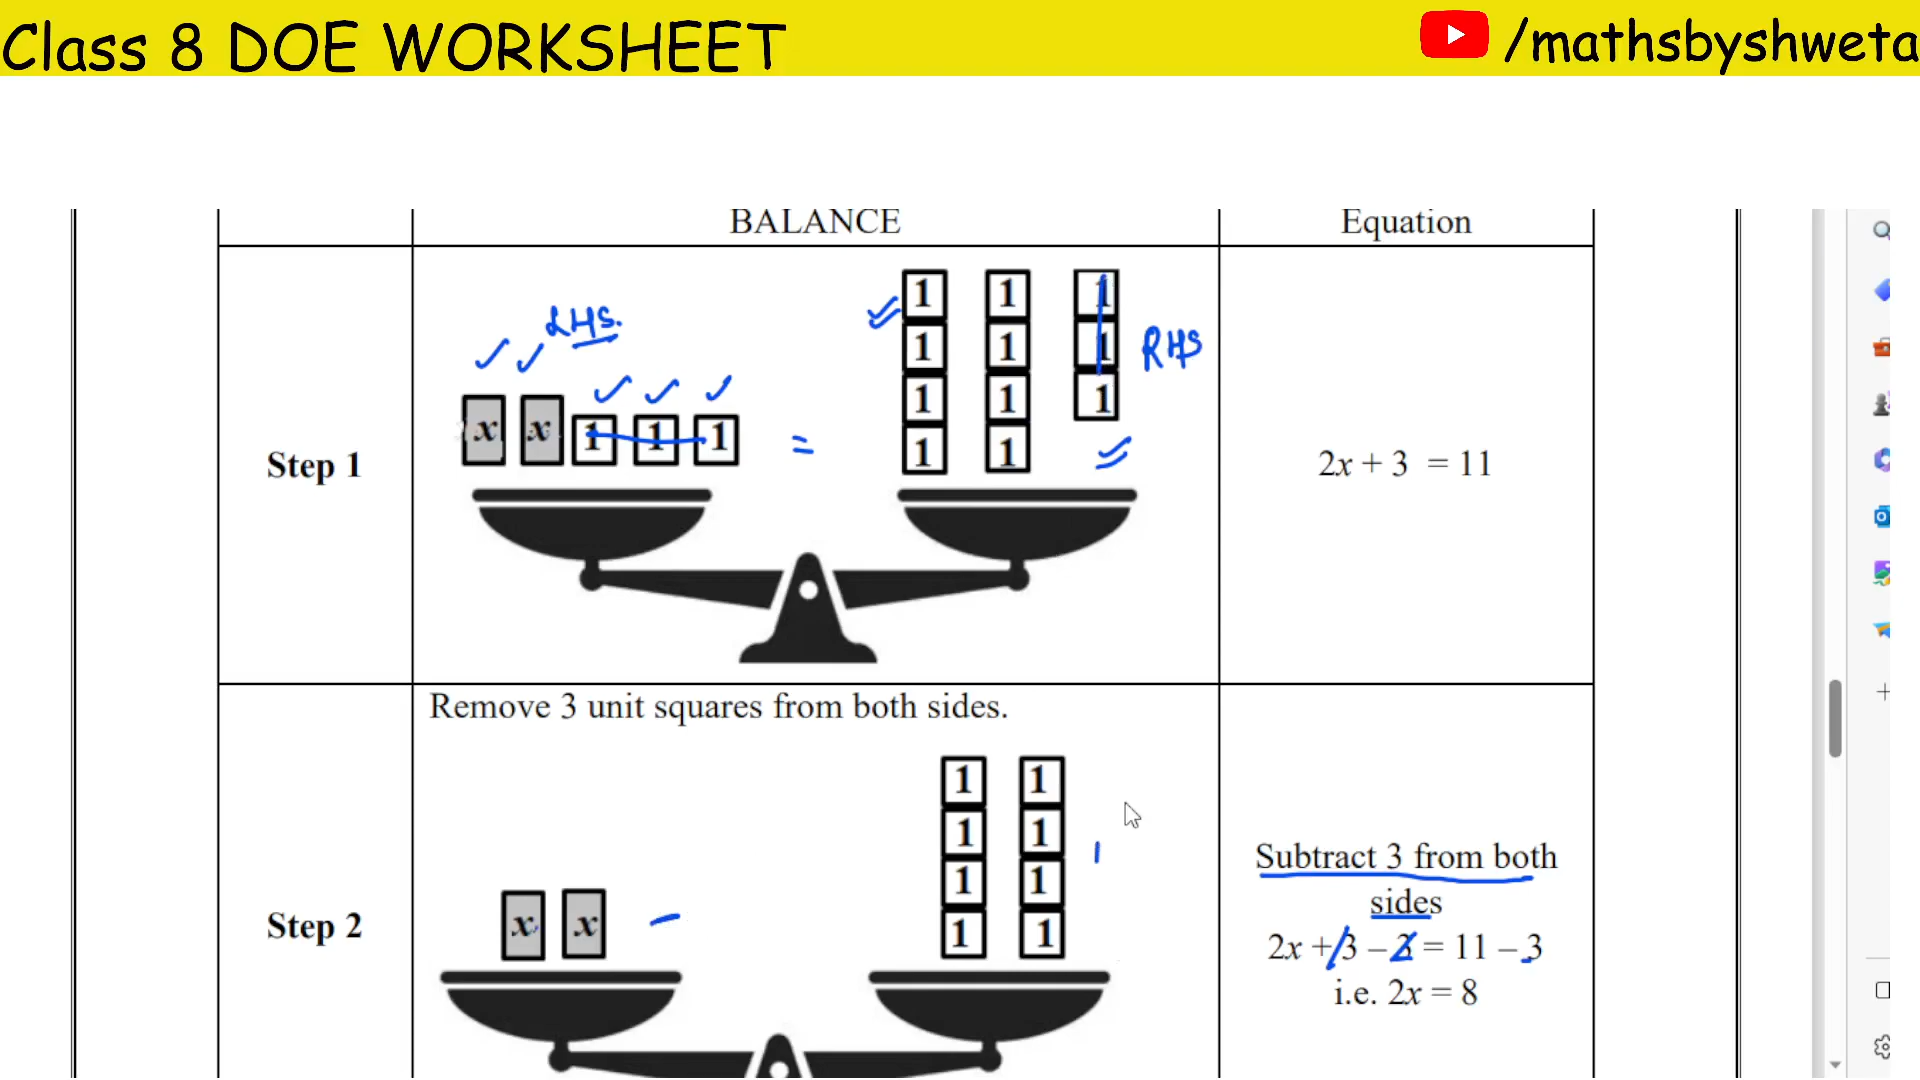 Class 8 DOE WORKSHEET
/mathsbyshweta
BALANCE
Equation
Step 1
LHS.
x x 1 1 1
=
1 1 1
1 1 1
1 1 1
1 1
RHS
2x + 3 = 11
Step 2
Remove 3 unit squares from both sides.
x x
1 1
1 1
1 1
1 1
Subtract 3 from both
sides
2x + 3 – 3 = 11 – 3
i.e. 2x = 8